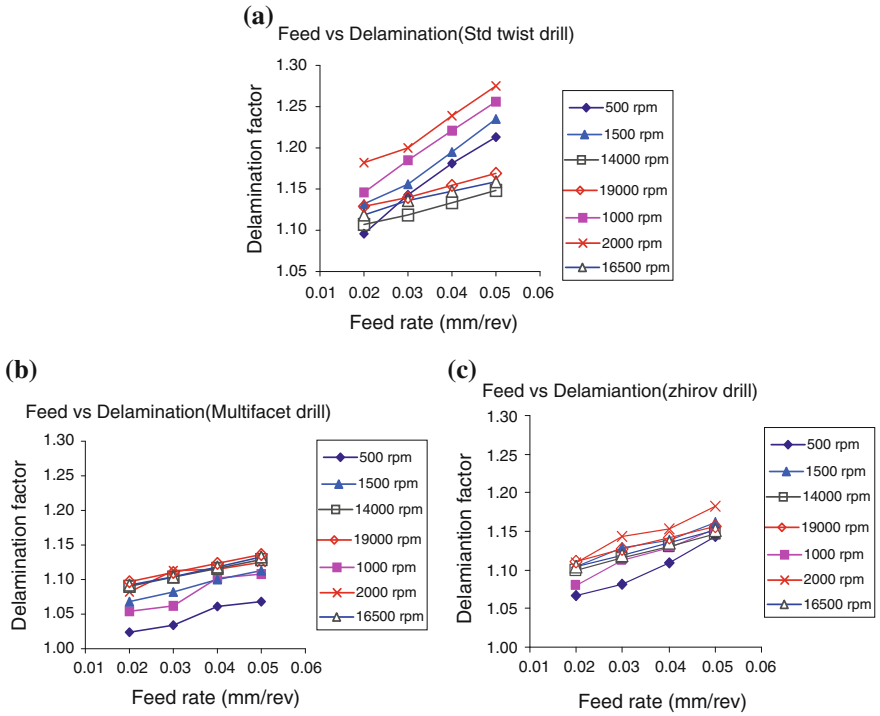 (a)
Feed vs Delamination(Std twist drill)
Delamination factor
1.30
1.25
1.20
1.15
1.10
1.05
0.01 0.02 0.03 0.04 0.05 0.06
Feed rate (mm/rev)
500 rpm
1500 rpm
14000 rpm
19000 rpm
1000 rpm
2000 rpm
16500 rpm
(b)
Feed vs Delamination(Multifacet drill)
Delamination factor
1.30
1.25
1.20
1.15
1.10
1.05
1.00
0.01 0.02 0.03 0.04 0.05 0.06
Feed rate (mm/rev)
500 rpm
1500 rpm
14000 rpm
19000 rpm
1000 rpm
2000 rpm
16500 rpm
(c)
Feed vs Delamiantion(zhirov drill)
Delamiantion factor
1.30
1.25
1.20
1.15
1.10
1.05
1.00
0.01 0.02 0.03 0.04 0.05 0.06
Feed rate (mm/rev)
500 rpm
1500 rpm
14000 rpm
19000 rpm
1000 rpm
2000 rpm
16500 rpm